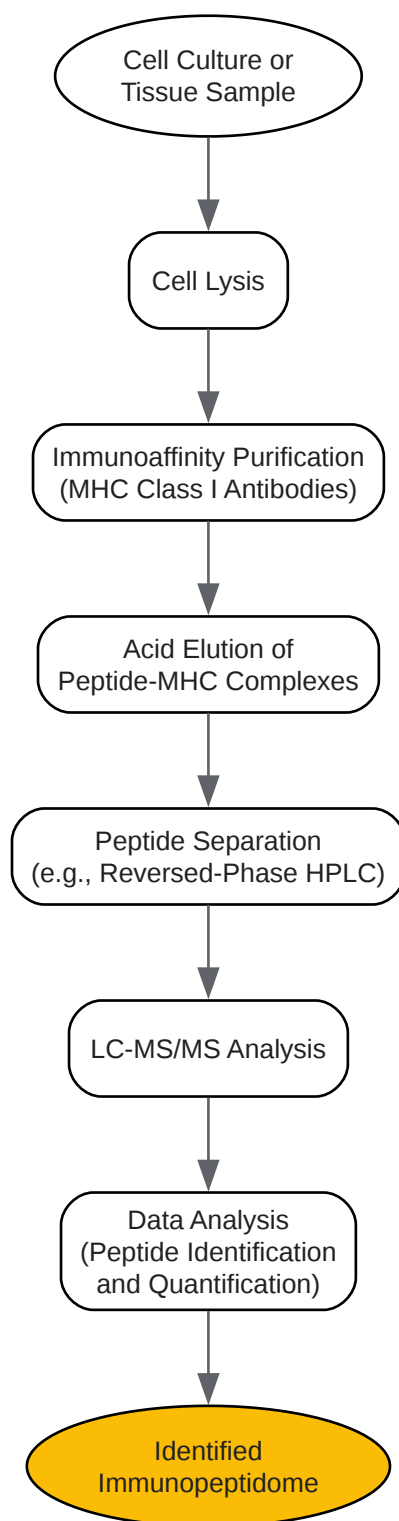 Cell Culture or
Tissue Sample
Cell Lysis
Immunoaffinity Purification
(MHC Class I Antibodies)
Acid Elution of
Peptide-MHC Complexes
Peptide Separation
(e.g., Reversed-Phase HPLC)
LC-MS/MS Analysis
Data Analysis
(Peptide Identification
and Quantification)
Identified
Immunopeptidome